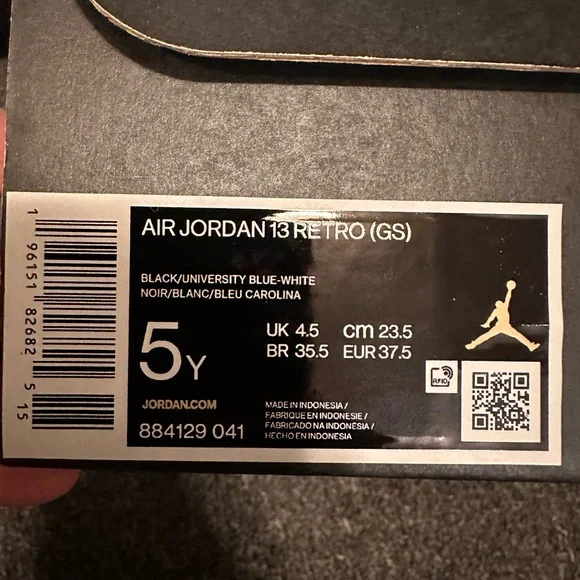 AIR JORDAN 13 RETRO (GS)
BLACK/UNIVERSITY BLUE-WHITE
NOIR/BLANC/BLEU CAROLINA
5Y
UK 4.5 cm 23.5
BR 35.5 EUR 37.5
RFID
JORDAN.COM
884129 041
MADE IN INDONESIA /
FABRIQUE EN INDONESIE /
FABRICADO NA INDONÉSIA /
HECHO EN INDONESIA
1 96151 82682 5 15